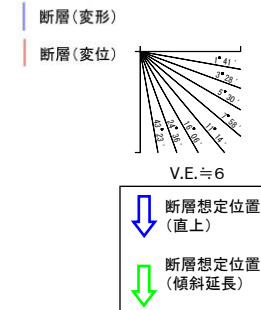 断層(変形)
断層(変位)
1°41′
3°28′
5°30′
7°58′
11°14′
16°06′
24°36′
43°23′
V.E.≒6
断層想定位置
(直上)
断層想定位置
(傾斜延長)